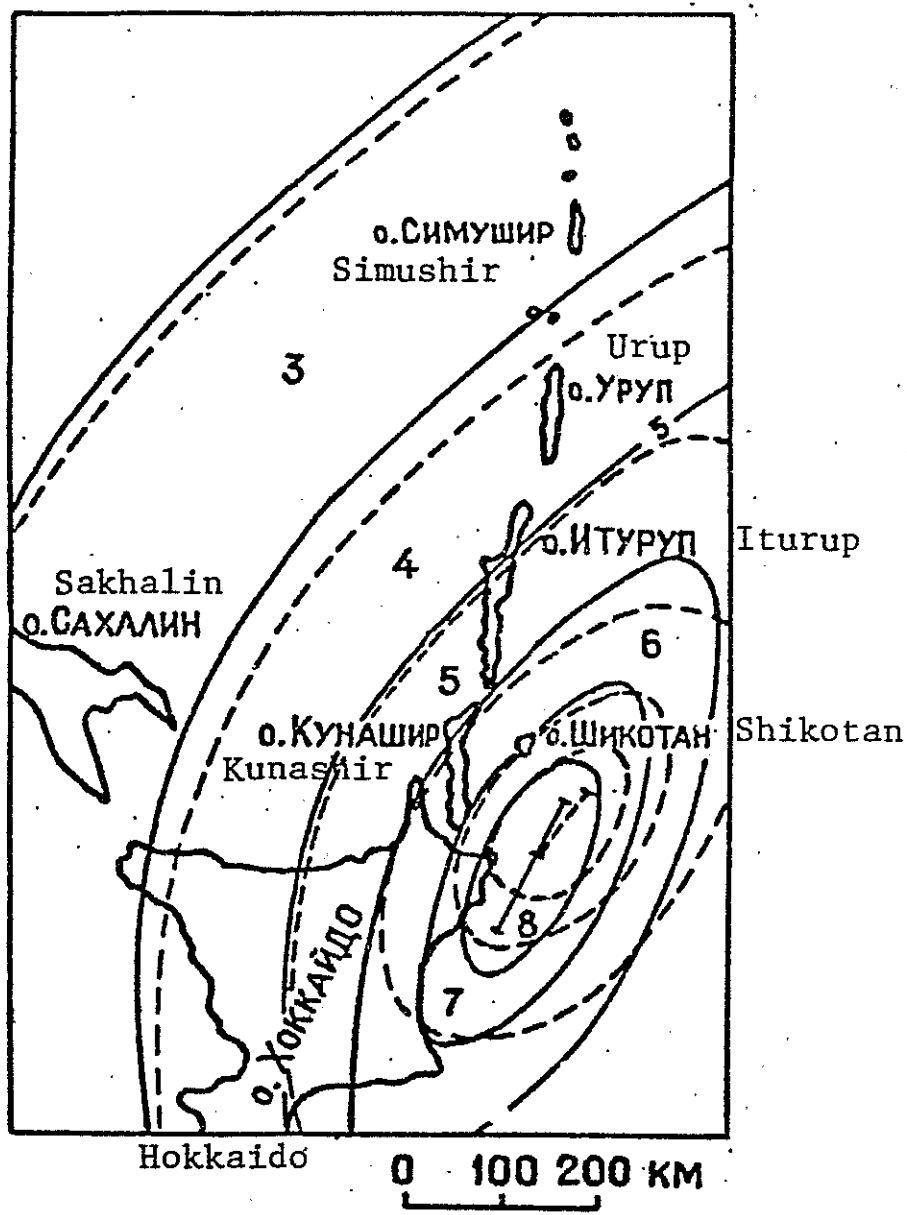 о.Симушир
Simushir
3
Urup
о.Уруп
5
о.Итуруп Iturup
4
Sakhalin
о.Сахалин
6
5
о.Кунашир
о.Шикотан Shikotan
Kunashir
8
о. Хоккайдо
7
Hokkaido
0 100 200 км